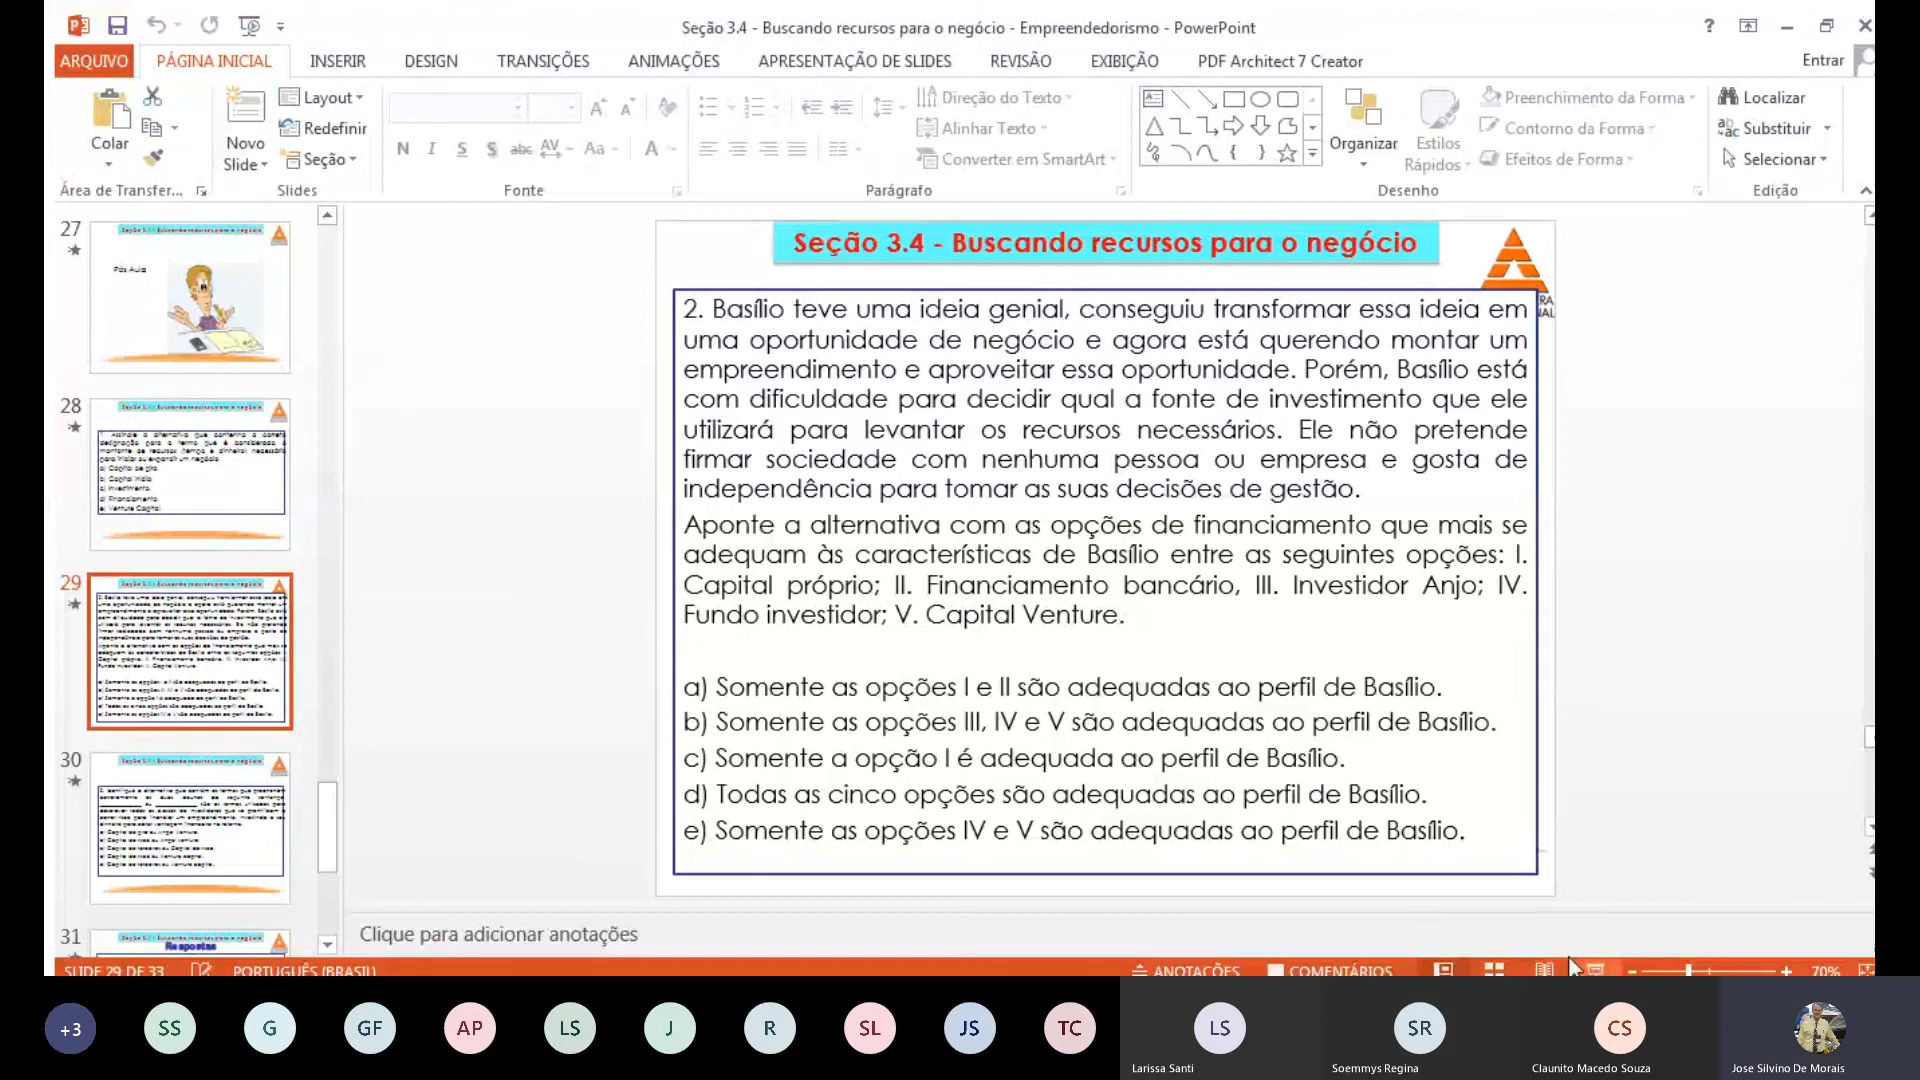 Seção 3.4 - Buscando recursos para o negócio - Empreendedorismo - PowerPoint
?
ARQUIVO PÁGINA INICIAL INSERIR DESIGN TRANSIÇÕES ANIMAÇÕES APRESENTAÇÃO DE SLIDES REVISÃO EXIBIÇÃO PDF Architect 7 Creator Entrar
Colar
Novo
Slide
Layout
Redefinir
Seção
N I S S abc AV Aa A
Direção do Texto
Alinhar Texto
Converter em SmartArt
Organizar
Estilos
Rápidos
Preenchimento da Forma
Contorno da Forma
Efeitos de Forma
Localizar
Substituir
Selecionar
Área de Transfer... Slides Fonte Parágrafo Desenho Edição
27
Pós Aula
28
29
30
31
Respostas
Seção 3.4 - Buscando recursos para o negócio
2. Basílio teve uma ideia genial, conseguiu transformar essa ideia em
uma oportunidade de negócio e agora está querendo montar um
empreendimento e aproveitar essa oportunidade. Porém, Basílio está
com dificuldade para decidir qual a fonte de investimento que ele
utilizará para levantar os recursos necessários. Ele não pretende
firmar sociedade com nenhuma pessoa ou empresa e gosta de
independência para tomar as suas decisões de gestão.
Aponte a alternativa com as opções de financiamento que mais se
adequam às características de Basílio entre as seguintes opções: I.
Capital próprio; II. Financiamento bancário, III. Investidor Anjo; IV.
Fundo investidor; V. Capital Venture.
a) Somente as opções I e II são adequadas ao perfil de Basílio.
b) Somente as opções III, IV e V são adequadas ao perfil de Basílio.
c) Somente a opção I é adequada ao perfil de Basílio.
d) Todas as cinco opções são adequadas ao perfil de Basílio.
e) Somente as opções IV e V são adequadas ao perfil de Basílio.
Clique para adicionar anotações
SLIDE 29 DE 33 PORTUGUÊS (BRASIL) ANOTAÇÕES COMENTÁRIOS 70%
+3 SS G GF AP LS J R SL JS TC LS SR CS
Larissa Santi Soemmys Regina Claunito Macedo Souza Jose Silvino De Morais